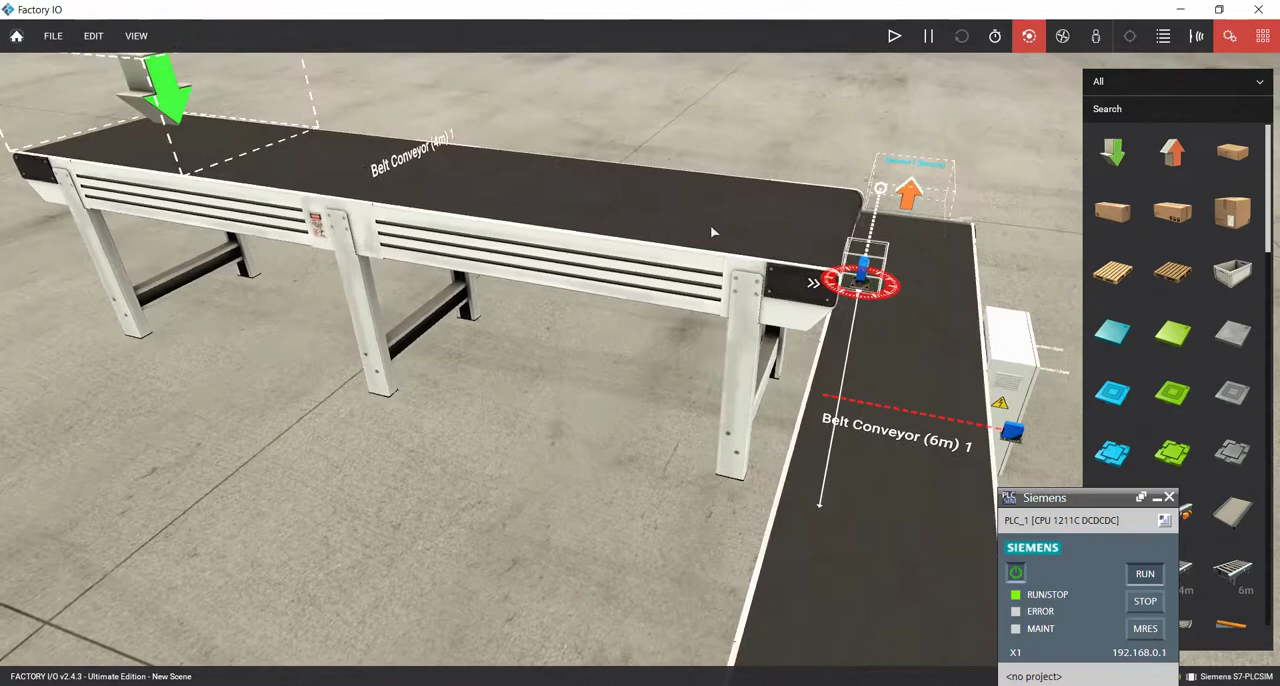 Factory IO
FILE
EDIT
VIEW
All
Search
Belt Conveyor (4m) 1
Belt Conveyor (6m) 1
4m
6m
PLC
SIM
Siemens
PLC_1 [CPU 1211C DCDCDC]
SIEMENS
RUN
RUN/STOP
STOP
ERROR
MAINT
MRES
X1
192.168.0.1
<no project>
FACTORY I/O v2.4.3 - Ultimate Edition - New Scene
Siemens S7-PLCSIM